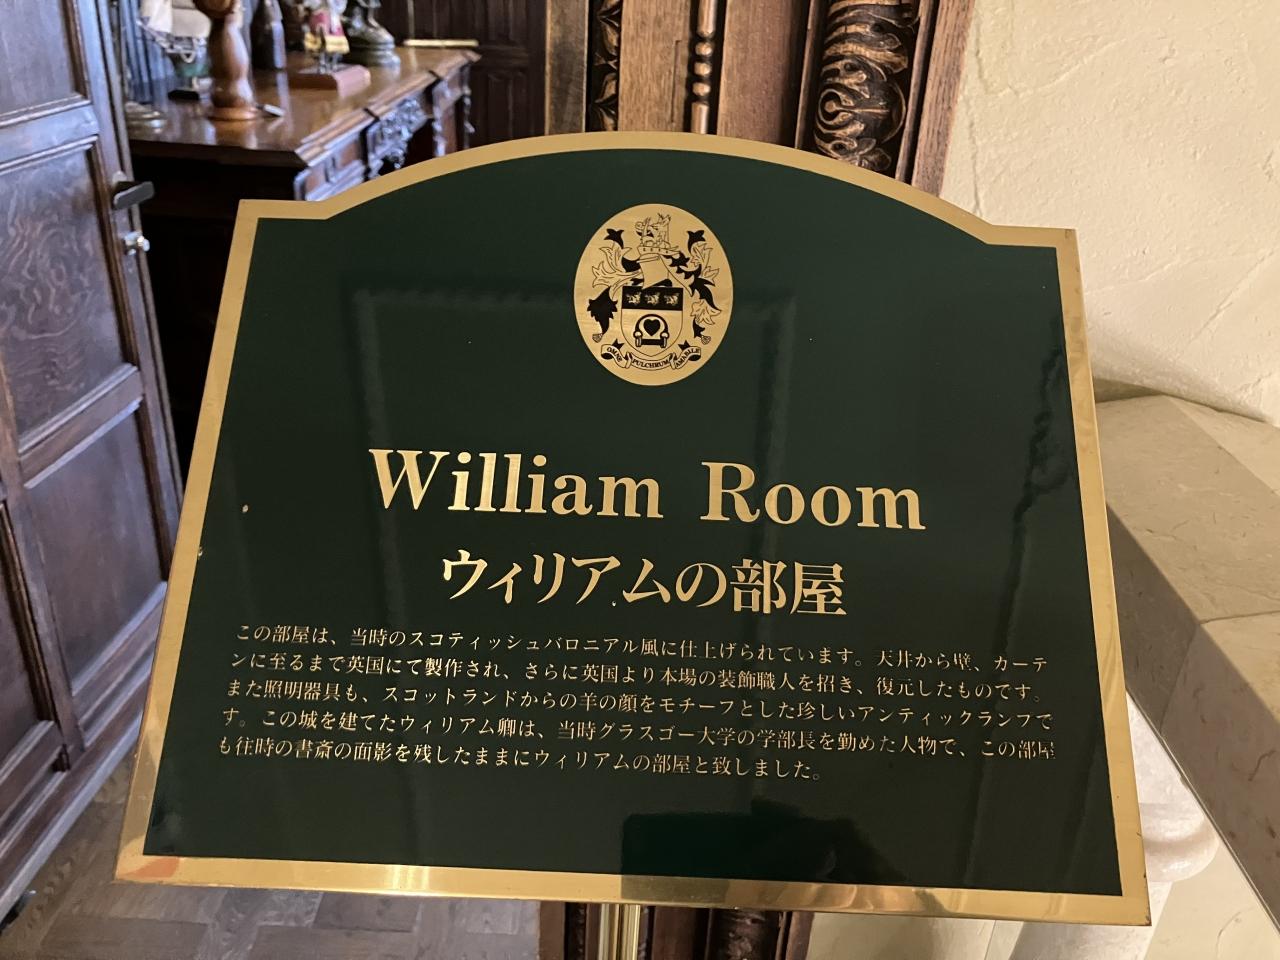 OMNE PULCHRUM AMABILE
William Room
ウィリアムの部屋
この部屋は、当時のスコティッシュバロニアル風に仕上げられています。天井から壁、カーテ
ンに至るまで英国にて製作され、さらに英国より本場の装飾職人を招き、復元したものです。
また照明器具も、スコットランドからの羊の顔をモチーフとした珍しいアンティックランプで
す。この城を建てたウィリアム卿は、当時グラスゴー大学の学部長を勤めた人物で、この部屋
も往時の書斎の面影を残したままにウィリアムの部屋と致しました。